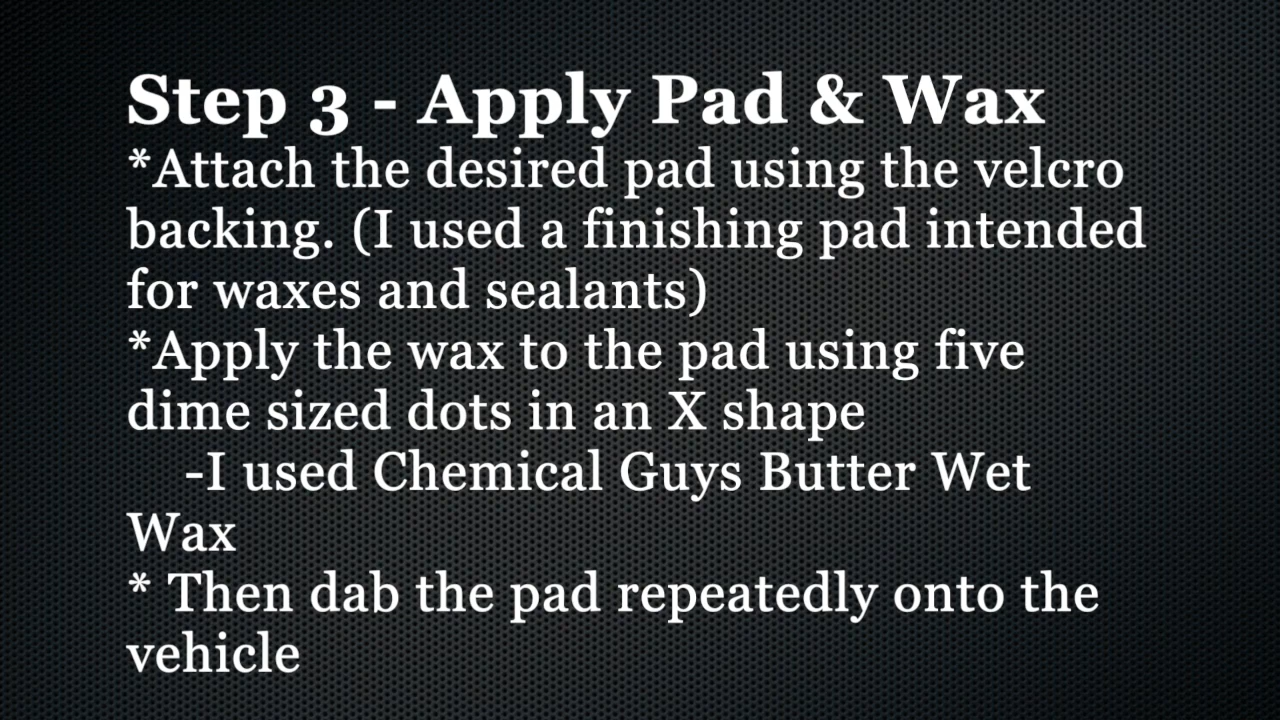 Step 3 - Apply Pad & Wax
*Attach the desired pad using the velcro
backing. (I used a finishing pad intended
for waxes and sealants)
*Apply the wax to the pad using five
dime sized dots in an X shape
-I used Chemical Guys Butter Wet
Wax
* Then dab the pad repeatedly onto the
vehicle